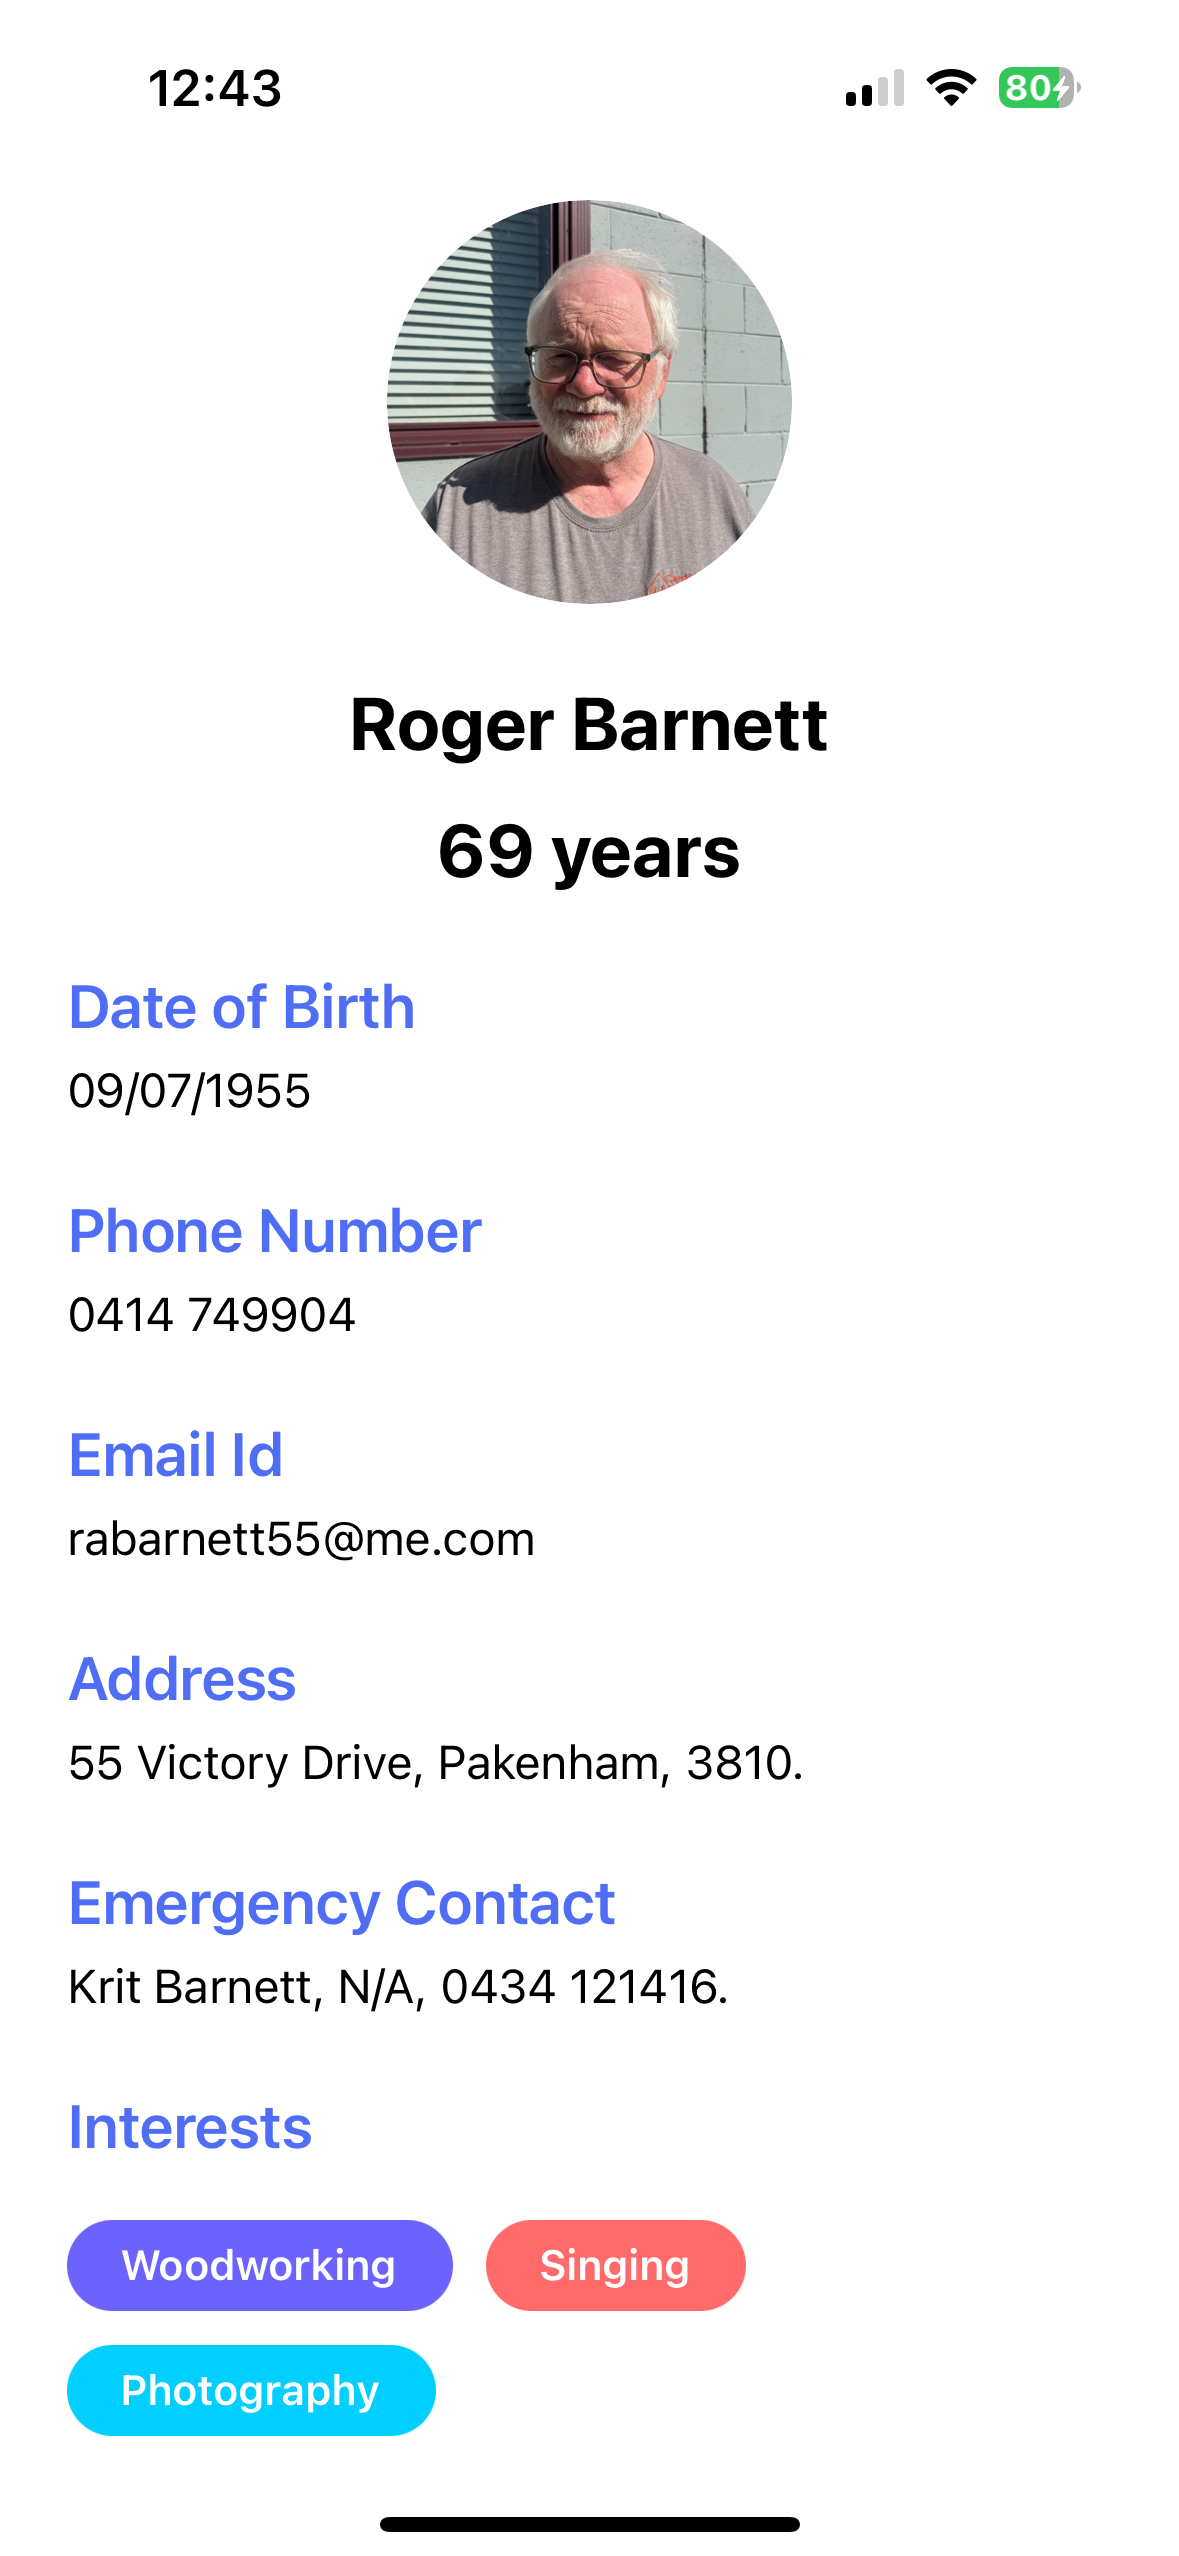 12:43
80
Roger Barnett
69 years
Date of Birth
09/07/1955
Phone Number
0414 749904
Email Id
rabarnett55@me.com
Address
55 Victory Drive, Pakenham, 3810.
Emergency Contact
Krit Barnett, N/A, 0434 121416.
Interests
Woodworking
Singing
Photography